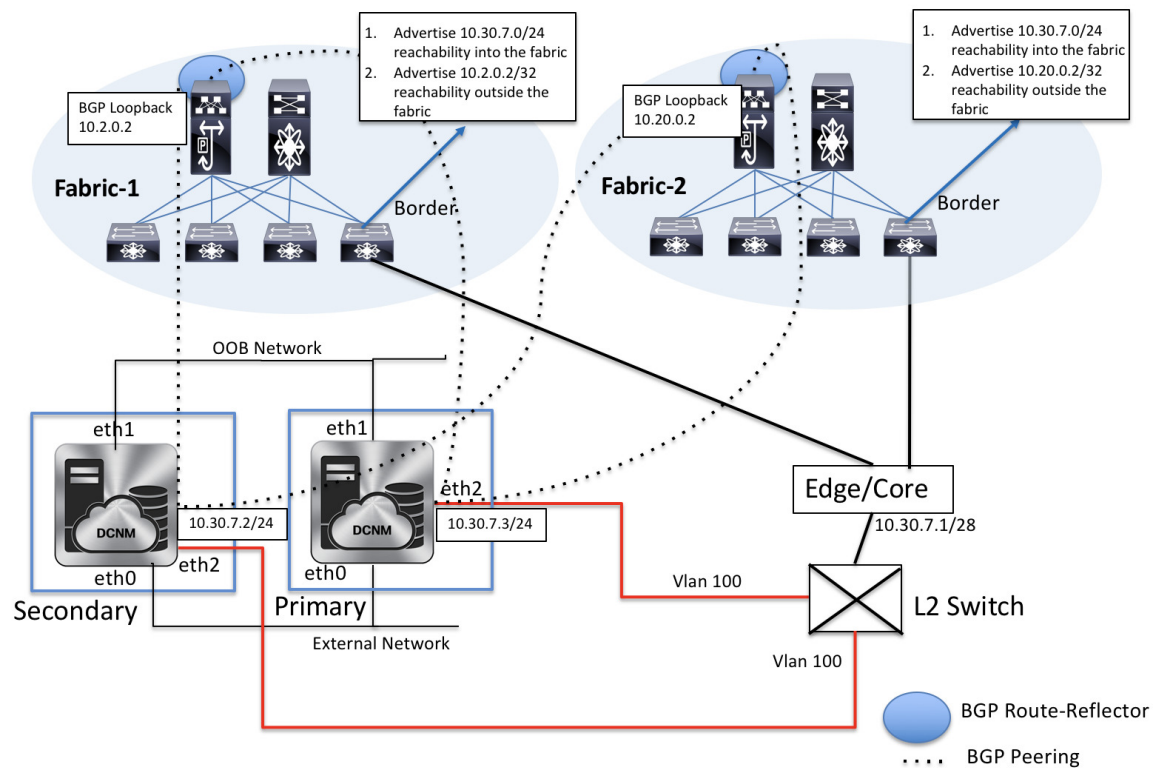 1. Advertise 10.30.7.0/24
reachability into the fabric
2. Advertise 10.2.0.2/32
reachability outside the
fabric
1. Advertise 10.30.7.0/24
reachability into the fabric
2. Advertise 10.20.0.2/32
reachability outside the
fabric
BGP Loopback
10.2.0.2
P
BGP Loopback
10.20.0.2
P
Fabric-1
Border
Fabric-2
Border
OOB Network
eth1
eth1
eth2
DCNM
10.30.7.2/24
DCNM
10.30.7.3/24
Edge/Core
10.30.7.1/28
eth0
eth2
eth0
Secondary
Primary
Vlan 100
L2 Switch
External Network
Vlan 100
BGP Route-Reflector
BGP Peering